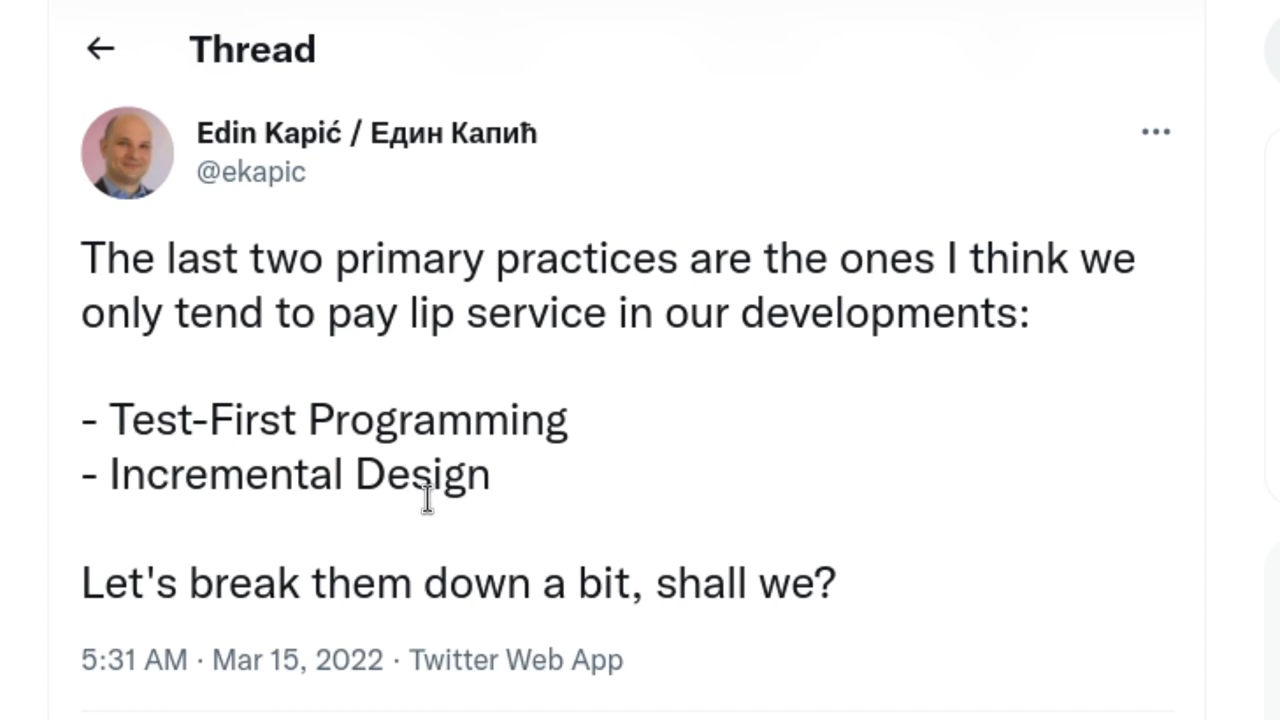 Thread
Edin Kapić / Един Капић
@ekapic
The last two primary practices are the ones I think we
only tend to pay lip service in our developments:
- Test-First Programming
- Incremental Design
Let's break them down a bit, shall we?
5:31 AM · Mar 15, 2022 · Twitter Web App